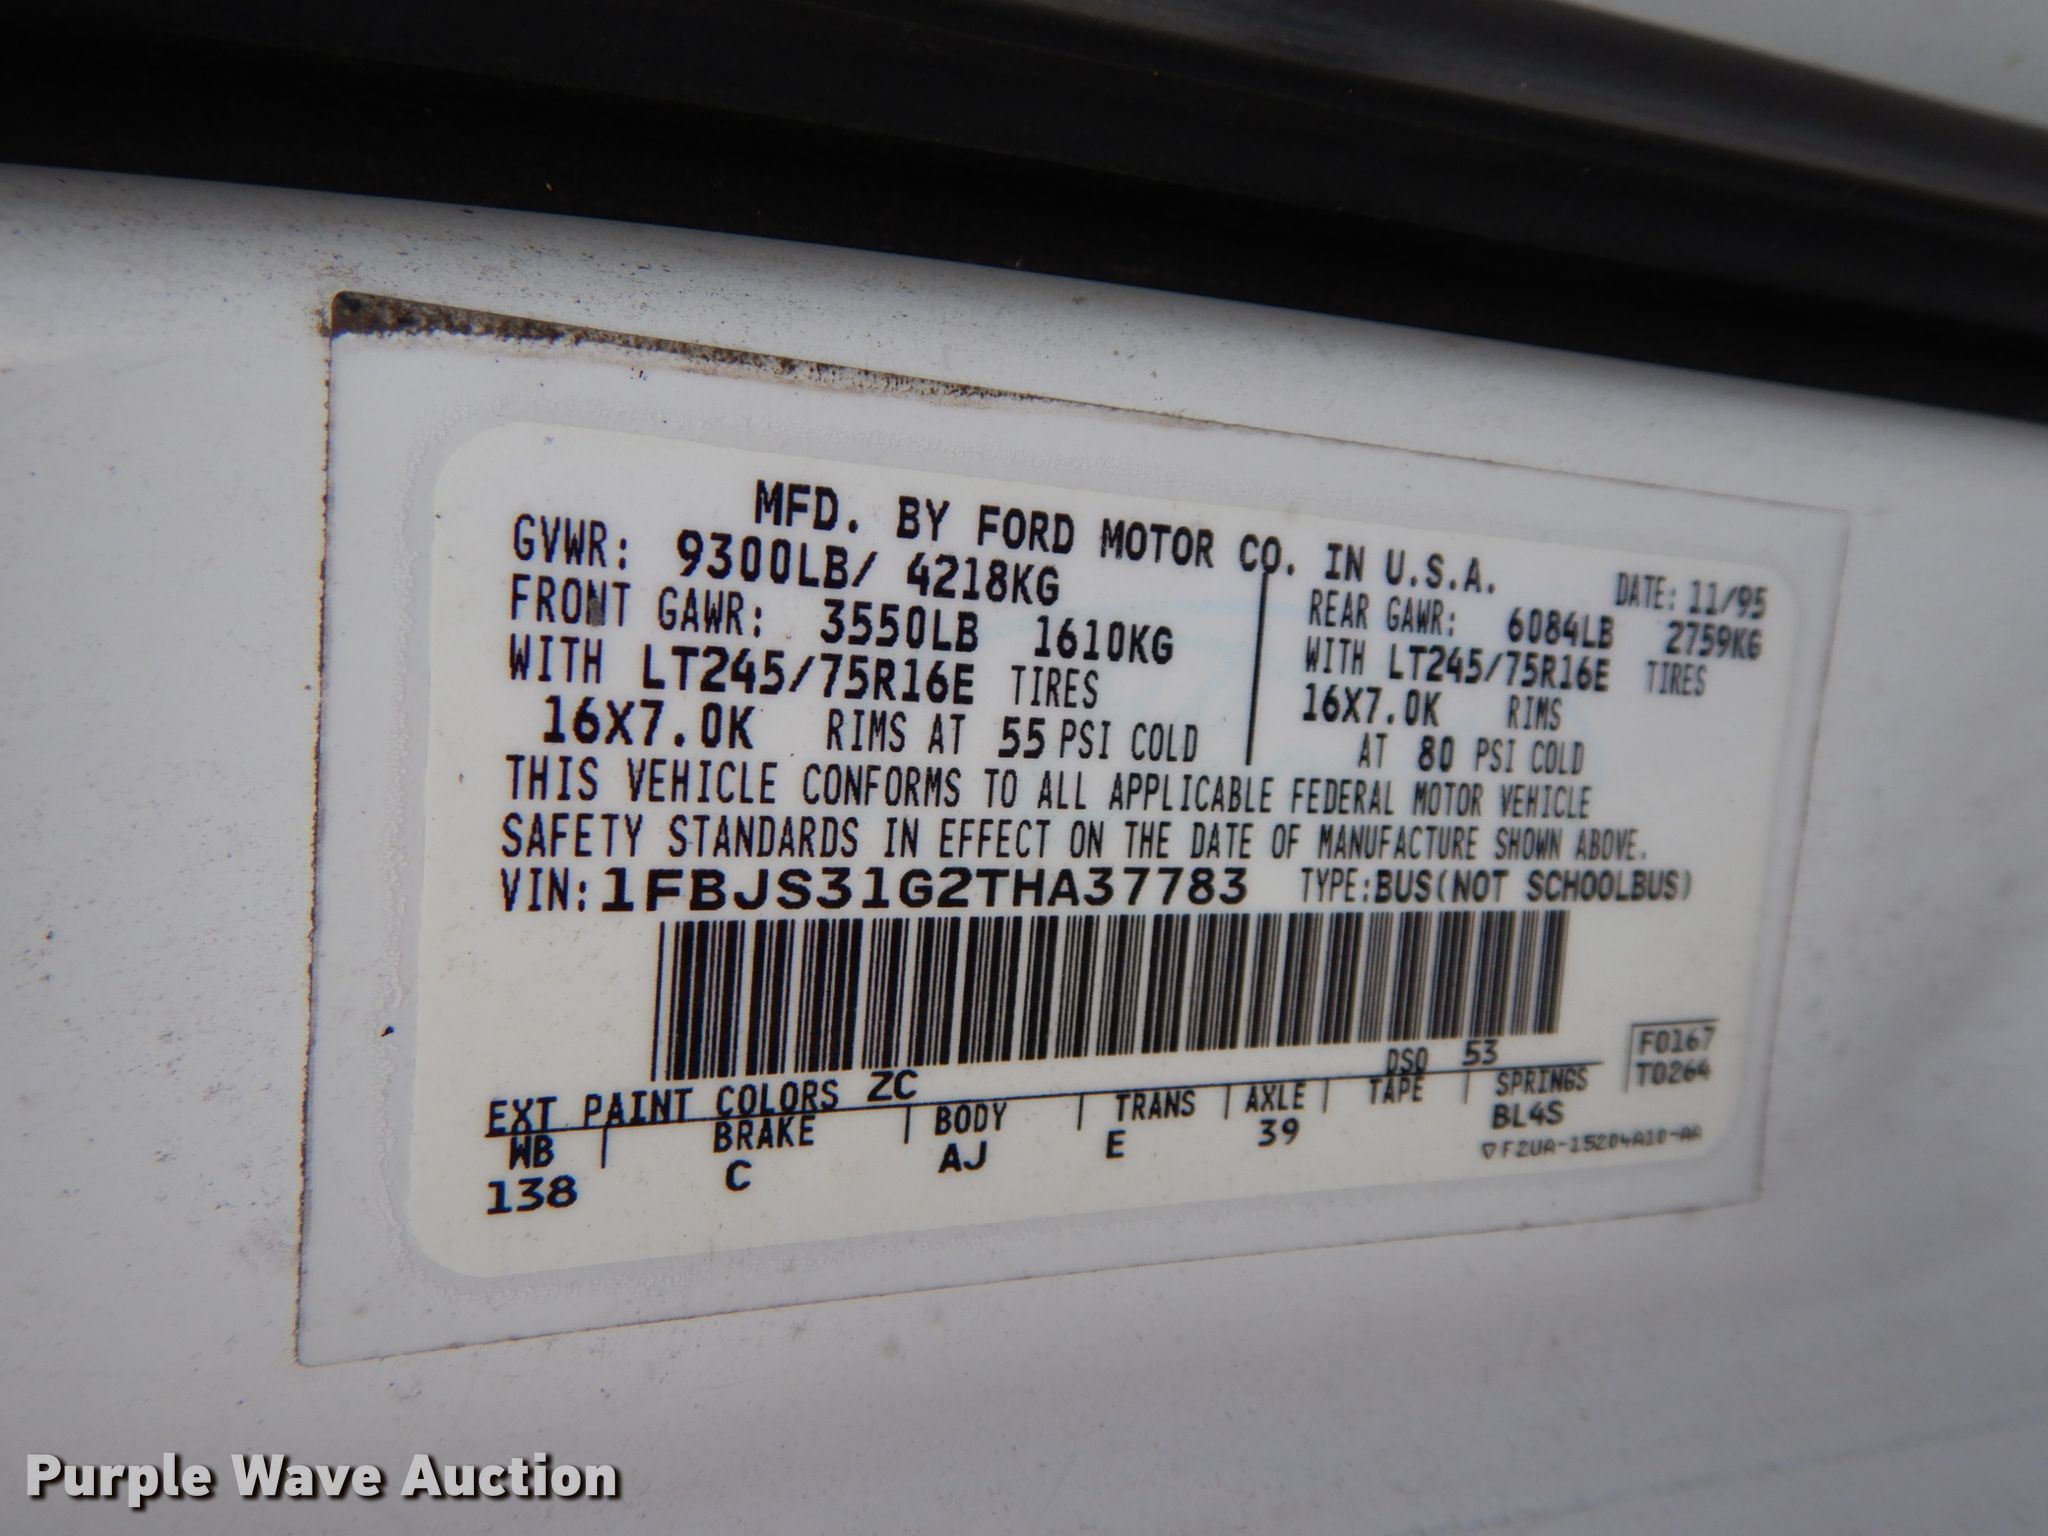 MFD. BY FORD MOTOR CO. IN U.S.A.
DATE: 11/95
GVWR: 9300LB/ 4218KG
FRONT GAWR: 3550LB 1610KG
WITH LT245/75R16E TIRES
16X7.0K RIMS AT 55 PSI COLD
REAR GAWR: 6084LB 2759KG
WITH LT245/75R16E TIRES
16X7.0K RIMS
AT 80 PSI COLD
THIS VEHICLE CONFORMS TO ALL APPLICABLE FEDERAL MOTOR VEHICLE
SAFETY STANDARDS IN EFFECT ON THE DATE OF MANUFACTURE SHOWN ABOVE.
VIN: 1FBJS31G2THA37783 TYPE: BUS(NOT SCHOOLBUS)
F0167
T0264
EXT PAINT COLORS ZC DSO 53
WB BRAKE BODY TRANS AXLE TAPE SPRINGS
138 C AJ E 39 BL4S
▽F2UA-15204A10-AA
Purple Wave Auction